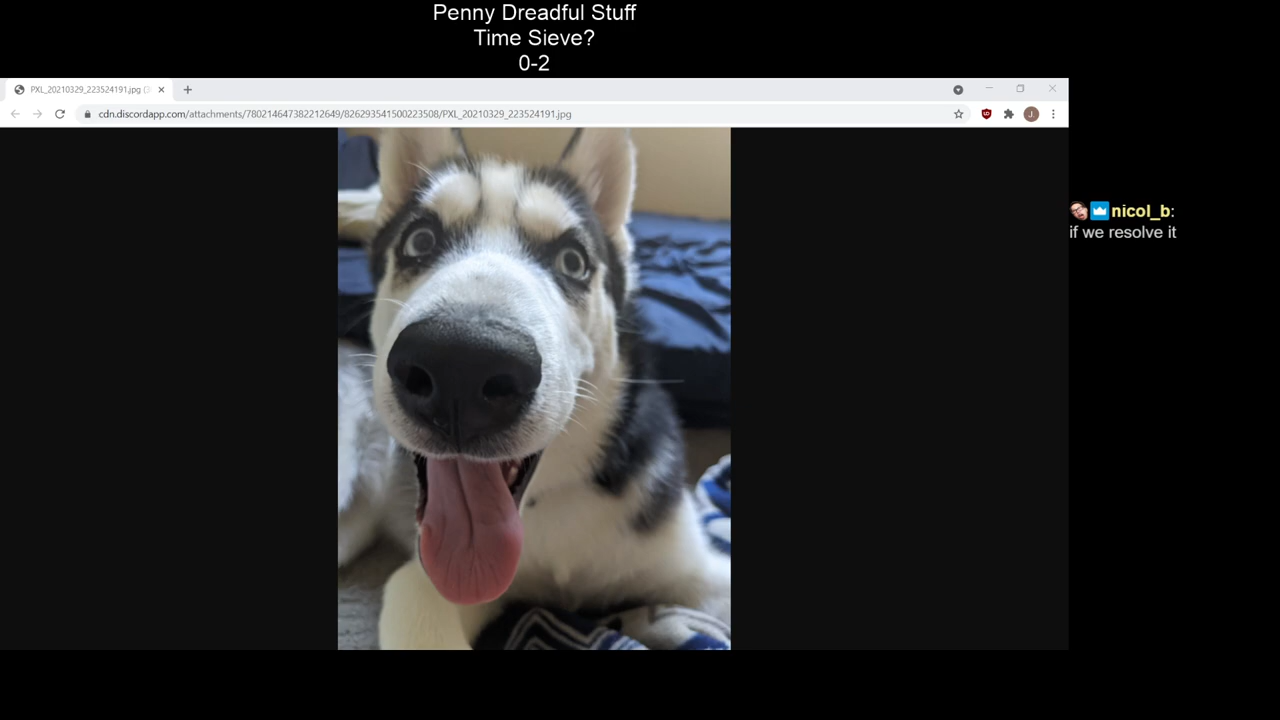 Penny Dreadful Stuff
Time Sieve?
0-2
PXL_20210329_223524191.jpg (
cdn.discordapp.com/attachments/780214647382212649/826293541500223508/PXL_20210329_223524191.jpg
J.
nicol_b:
if we resolve it